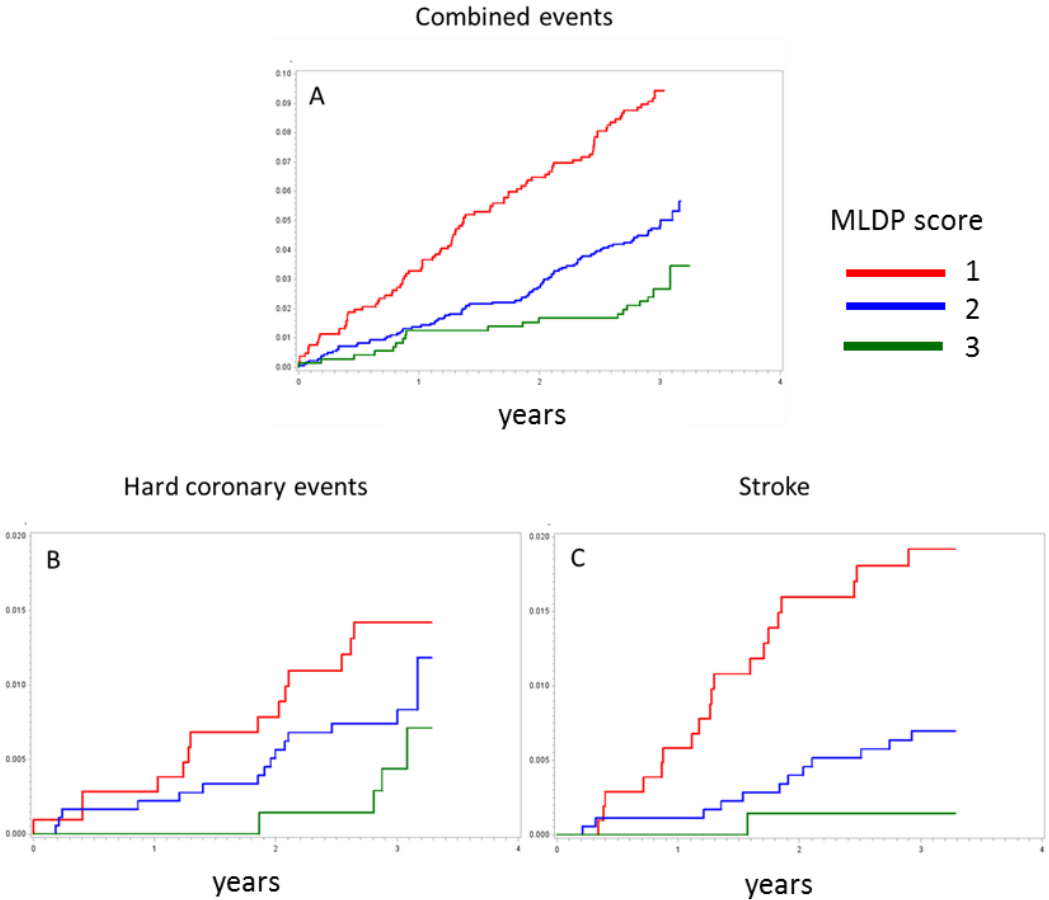 Combined events
A
0.10
0.09
0.08
0.07
0.06
0.05
0.04
0.03
0.02
0.01
0.00
0 1 2 3 4
years
MLDP score
1
2
3
Hard coronary events
B
0.020
0.015
0.010
0.005
0.000
0 1 2 3 4
years
Stroke
C
0.020
0.015
0.010
0.005
0.000
0 1 2 3 4
years